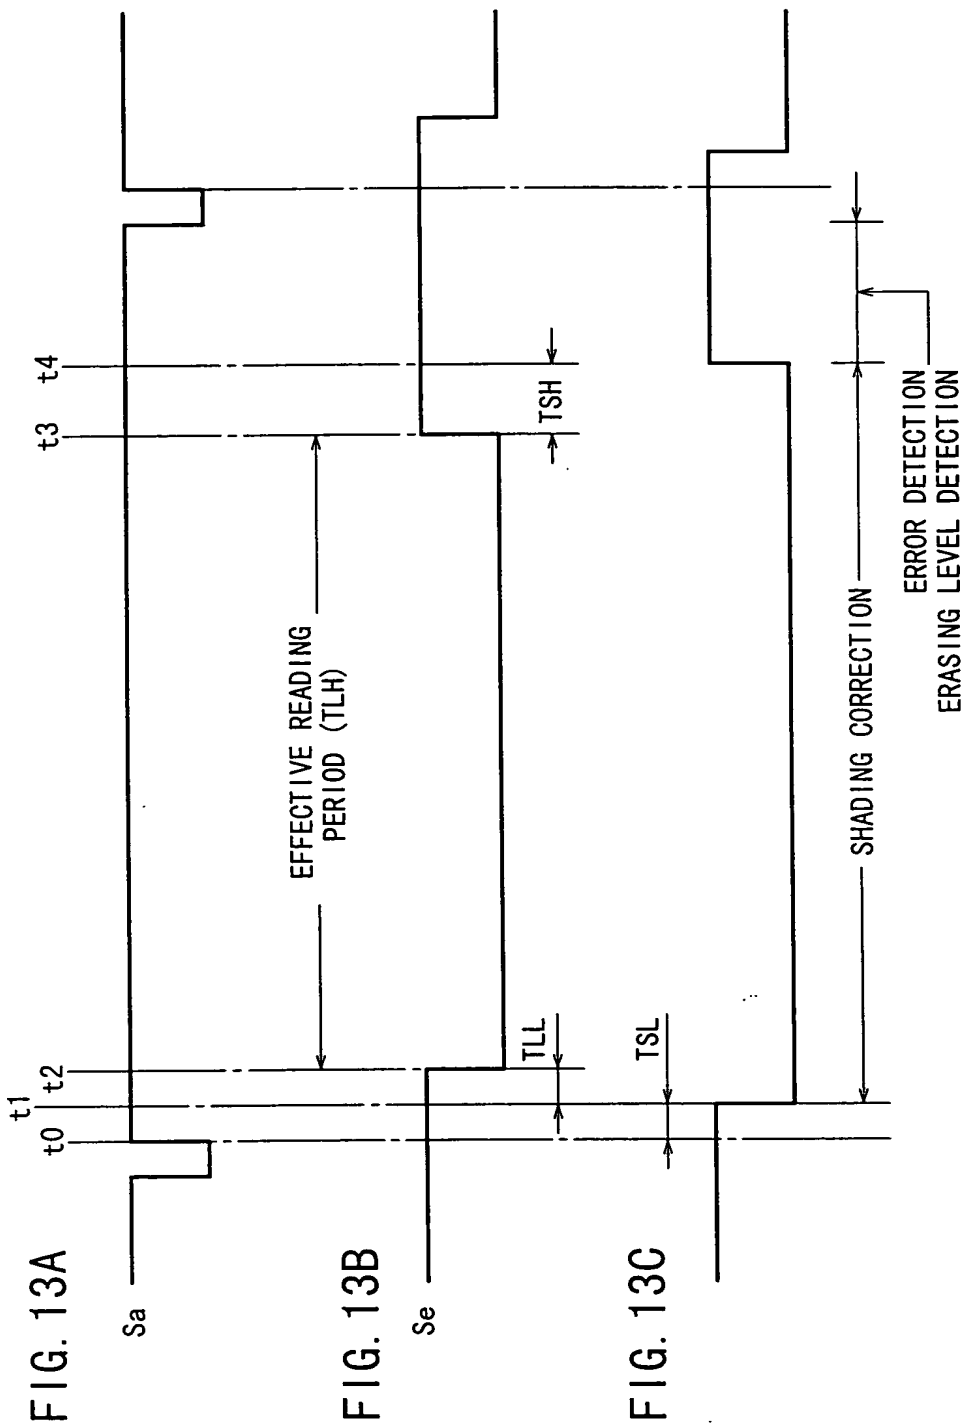 FIG. 13A
Sa
t0
t1
t2
t3
t4
EFFECTIVE READING
PERIOD (TLH)
FIG. 13B
Se
TLL
TSH
FIG. 13C
TSL
SHADING CORRECTION
ERROR DETECTION
ERASING LEVEL DETECTION